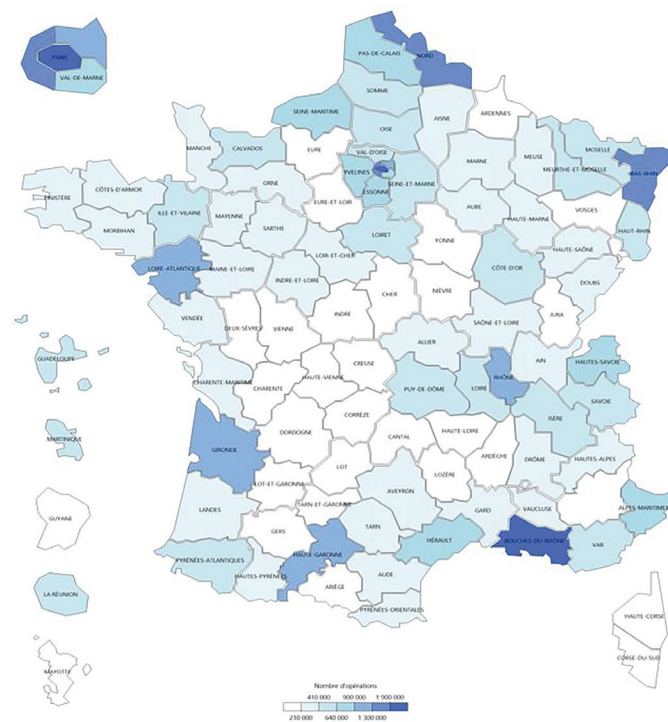 PARIS
VAL-DE-MARNE
PAS-DE-CALAIS
NORD
SOMME
SEINE-MARITIME
AISNE
ARDENNES
OISE
MANCHE
CALVADOS
EURE
VAL-D'OISE
MARNE
MEUSE
MOSELLE
MEURTHE-ET-MOSELLE
BAS-RHIN
YVELINES
ESSONNE
SEINE-ET-MARNE
ORNE
EURE-ET-LOIR
CÔTES-D'ARMOR
FINISTÈRE
ILLE-ET-VILAINE
MAYENNE
MORBIHAN
SARTHE
LOIRET
AUBE
HAUTE-MARNE
VOSGES
HAUT-RHIN
YONNE
LOIR-ET-CHER
HAUTE-SAÔNE
LOIRE-ATLANTIQUE
MAINE-ET-LOIRE
INDRE-ET-LOIRE
CÔTE-D'OR
DOUBS
CHER
NIÈVRE
INDRE
JURA
VENDÉE
DEUX-SÈVRES
VIENNE
SAÔNE-ET-LOIRE
ALLIER
AIN
HAUTES-SAVOIE
GUADELOUPE
CREUSE
HAUTE-VIENNE
CHARENTE-MARITIME
CHARENTE
PUY-DE-DÔME
LOIRE
RHÔNE
SAVOIE
CORRÈZE
ISÈRE
MARTINIQUE
DORDOGNE
CANTAL
HAUTE-LOIRE
GIRONDE
ARDÈCHE
DRÔME
HAUTES-ALPES
LOT
LOZÈRE
LOT-ET-GARONNE
AVEYRON
TARN-ET-GARONNE
GUYANE
LANDES
GARD
VAUCLUSE
ALPES-MARITIMES
TARN
GERS
HÉRAULT
BOUCHES-DU-RHÔNE
VAR
PYRÉNÉES-ATLANTIQUES
HAUSE-GARONNE
HAUTES-PYRÉNÉES
AUDE
ARIÈGE
LA RÉUNION
PYRÉNÉES-ORIENTALES
HAUTE-CORSE
CORSE-DU-SUD
MAYOTTE
Nombre d'opérations
410 000 900 000 1 900 000
210 000 640 000 1 300 000